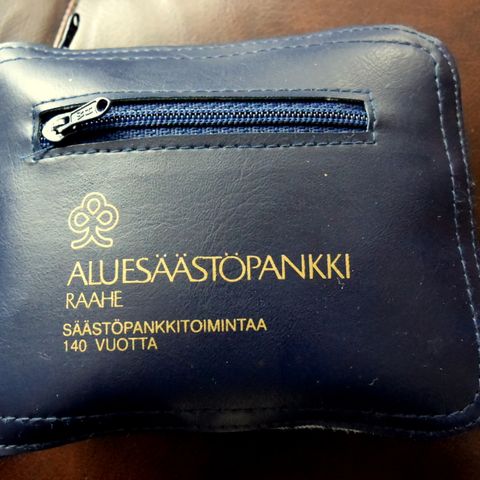 ALUESÄÄSTÖPANKKI
RAAHE
SÄÄSTÖPANKKITOIMINTAA
140 VUOTTA